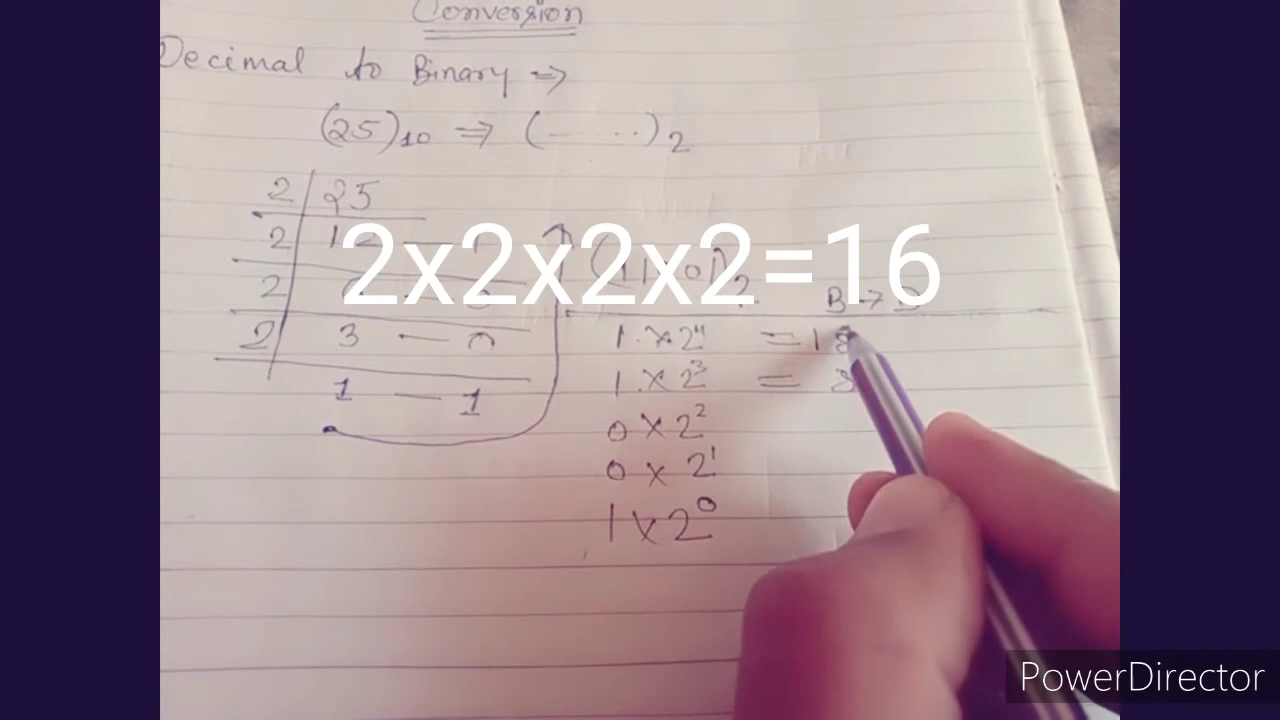 Conversion
Decimal to Binary ⇒
(25)₁₀ ⇒ (.... ..)₂
2 | 25
2x2x2x2=16
2
B → D
2 3 — 0
1 — 1
1 × 2⁴ = 1
1 × 2³ = 8
0 × 2²
0 × 2¹
1 × 2⁰
PowerDirector